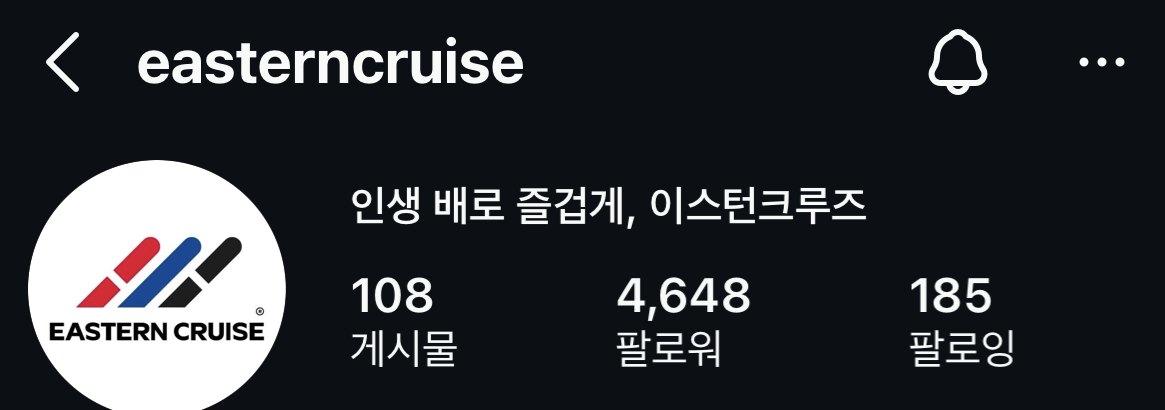 easterncruise
인생 배로 즐겁게, 이스턴크루즈
108 4,648 185
게시물 팔로워 팔로잉
EASTERN CRUISE
®